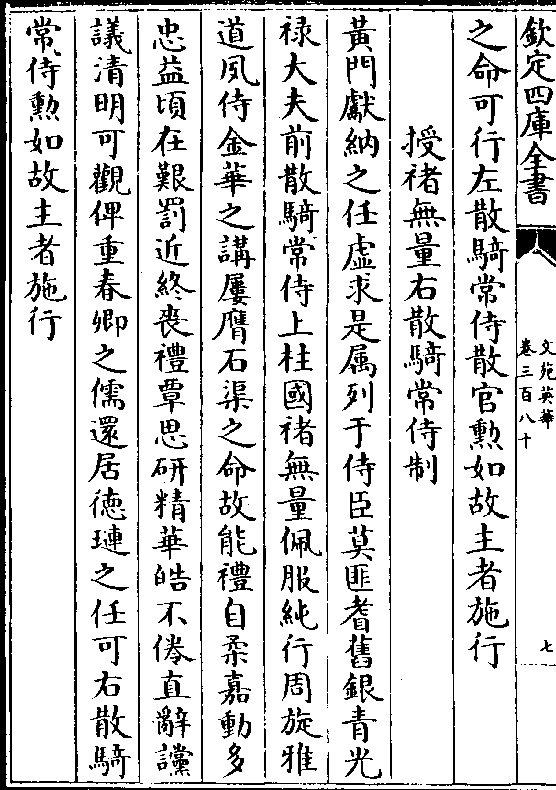 欽定四庫全書
文苑英華
卷三百八十
七
之命可行左散騎常侍散官勲如故主者施行
授禇無量右散騎常侍制
黃門獻納之任虛求是属列于侍臣莫匪耆舊銀青光
禄大夫前散騎常侍上柱國禇無量佩服純行周旋雅
道夙侍金華之講屢膺石渠之命故能禮自柔嘉動多
忠益頃在艱罰近終喪禮覃思研精華皓不倦直辭讜
議清明可觀俾重春卿之儒還居德璉之任可右散騎
常侍勲如故主者施行